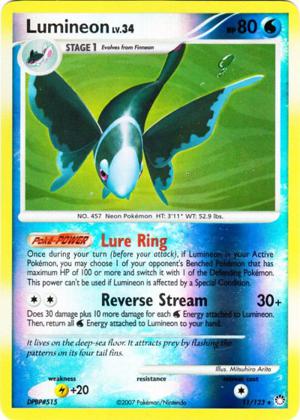 Lumineon LV.34
HP 80
STAGE 1 Evolves from Finneon
NO. 457 Neon Pokémon HT: 3'11" WT: 52.9 lbs.
Poké-POWER Lure Ring
Once during your turn (before your attack), if Lumineon is your Active
Pokémon, you may choose 1 of your opponent's Benched Pokémon that has
maximum HP of 100 or more and switch it with 1 of the Defending Pokémon.
This power can't be used if Lumineon is affected by a Special Condition.
Reverse Stream 30+
Does 30 damage plus 10 more damage for each Energy attached to Lumineon.
Then, return all Energy attached to Lumineon to your hand.
It lives on the deep-sea floor. It attracts prey by flashing the
patterns on its four tail fins.
Illus. Mitsuhiro Arita
weakness resistance retreat cost
+20
DPBP#515 ©2007 Pokémon/Nintendo 11/123